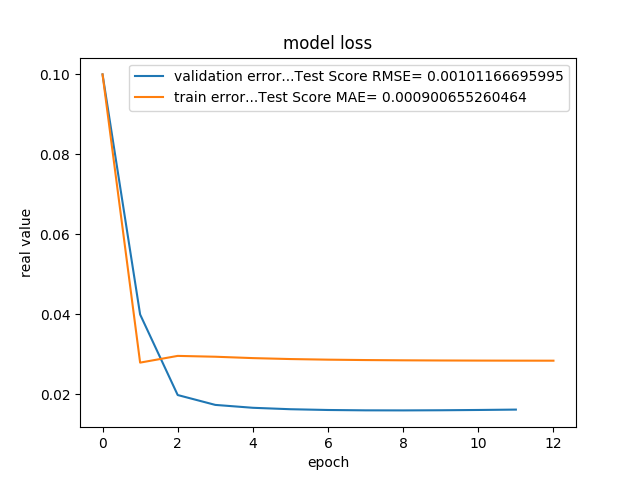 model loss
validation error...Test Score RMSE= 0.00101166695995
train error...Test Score MAE= 0.000900655260464
real value
0.10
0.08
0.06
0.04
0.02
0 2 4 6 8 10 12
epoch